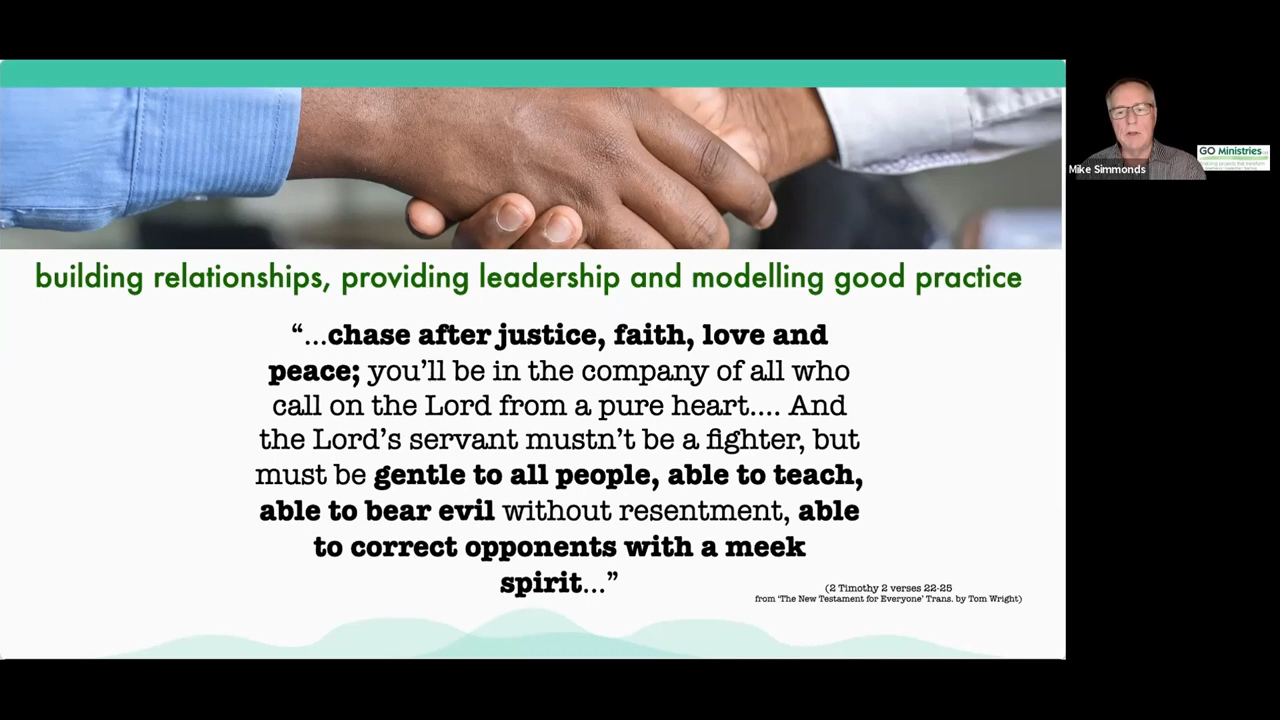 building relationships, providing leadership and modelling good practice
“...chase after justice, faith, love and
peace; you’ll be in the company of all who
call on the Lord from a pure heart.... And
the Lord’s servant mustn’t be a fighter, but
must be gentle to all people, able to teach,
able to bear evil without resentment, able
to correct opponents with a meek
spirit...”
(2 Timothy 2 verses 22-25
from ‘The New Testament for Everyone’ Trans. by Tom Wright)
Mike Simmonds
GO Ministries